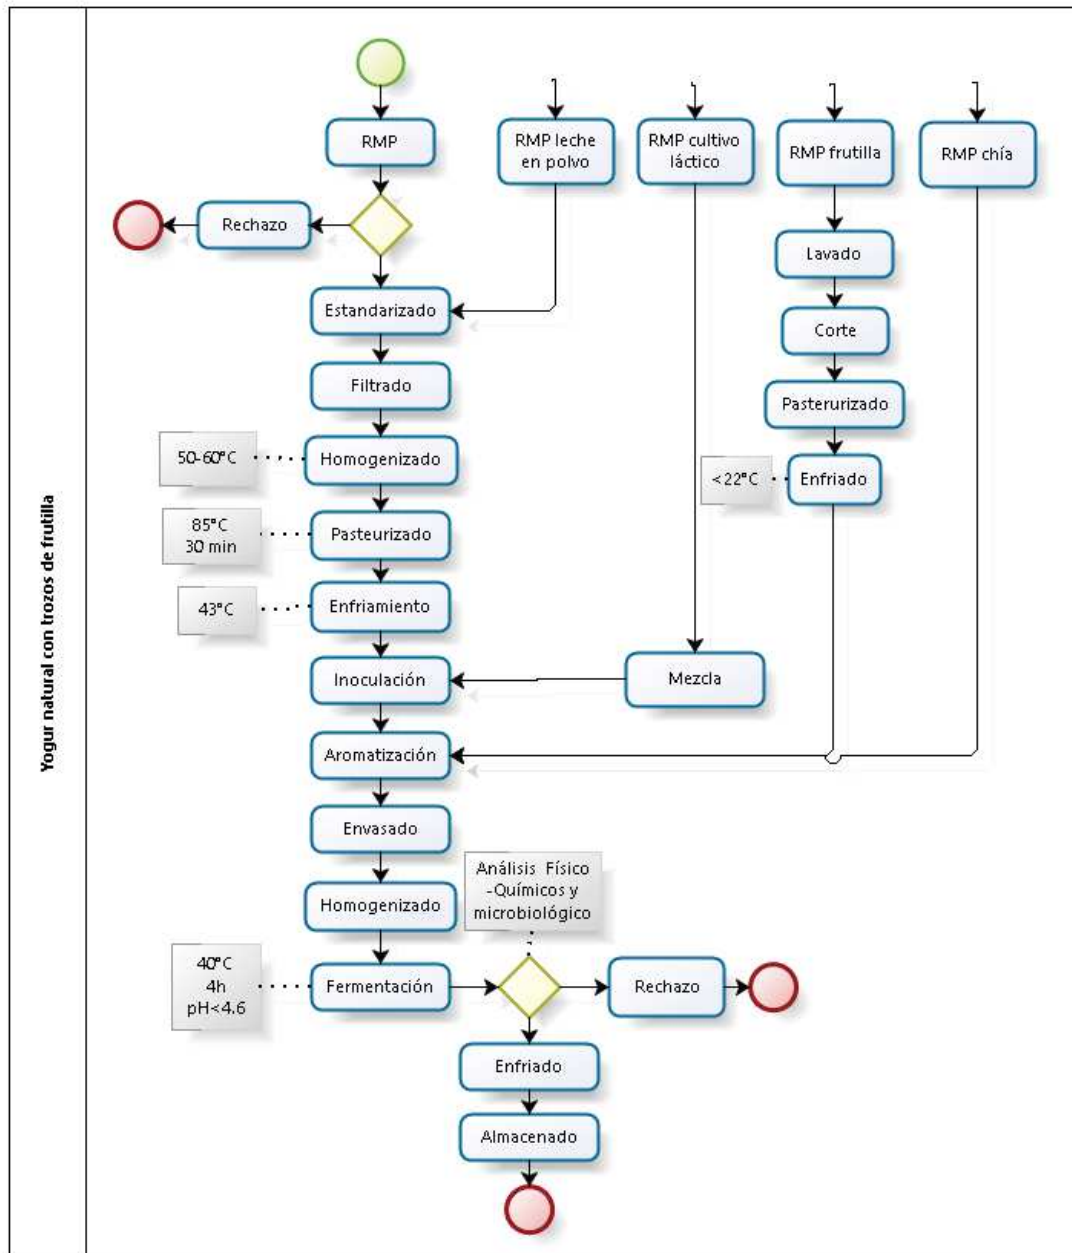 Yogur natural con trozos de frutilla
RMP
RMP leche
en polvo
RMP cultivo
láctico
RMP frutilla
RMP chía
Rechazo
Lavado
Estandarizado
Corte
Filtrado
Pasterurizado
50-60°C
Homogenizado
<22°C
Enfriado
85°C
30 min
Pasteurizado
43°C
Enfriamiento
Inoculación
Mezcla
Aromatización
Envasado
Análisis Físico
-Químicos y
microbiológico
Homogenizado
40°C
4h
pH<4.6
Fermentación
Rechazo
Enfriado
Almacenado